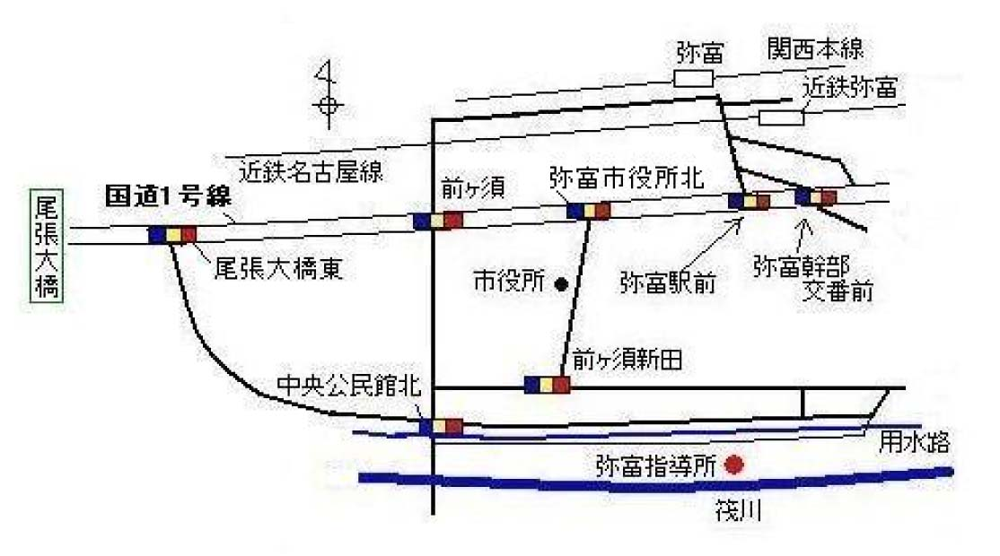 弥富
関西本線
近鉄弥富
近鉄名古屋線
前ヶ須
弥富市役所北
国道1号線
尾張大橋
尾張大橋東
市役所
弥富駅前
弥富幹部
交番前
前ヶ須新田
中央公民館北
用水路
弥富指導所
筏川